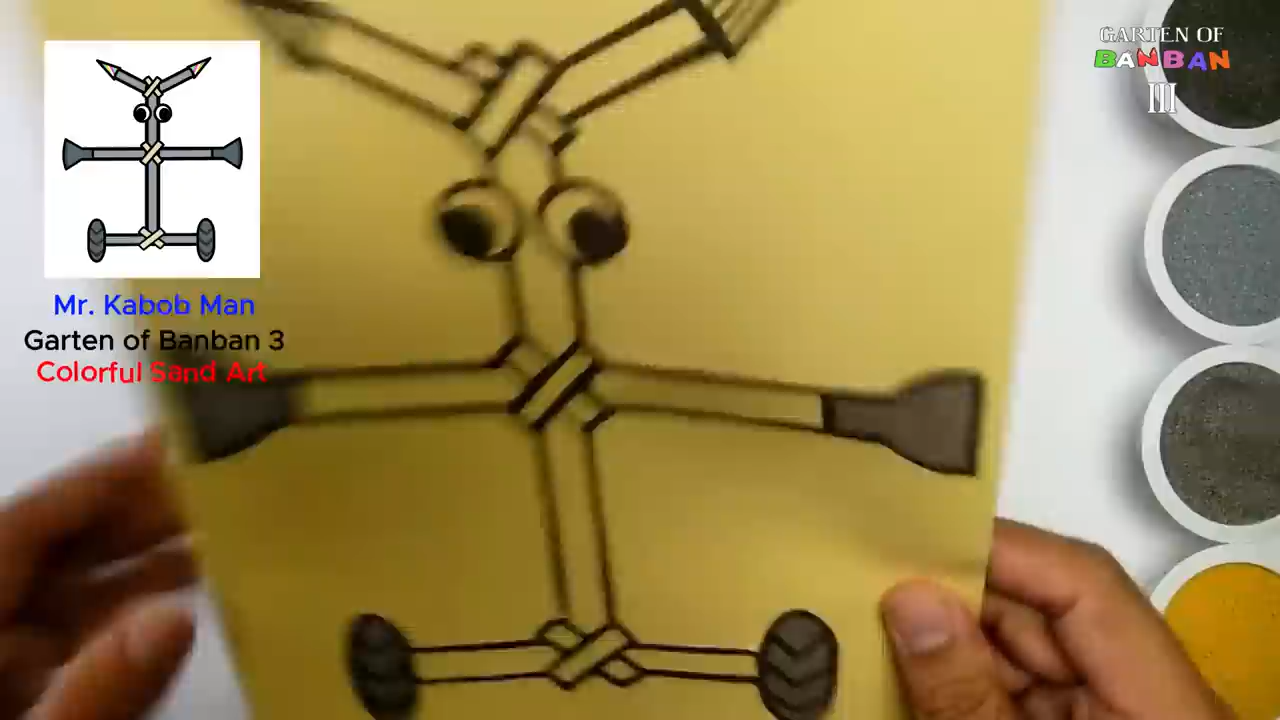 GARTEN OF
BANBAN
III
Mr. Kabob Man
Garten of Banban 3
Colorful Sand Art